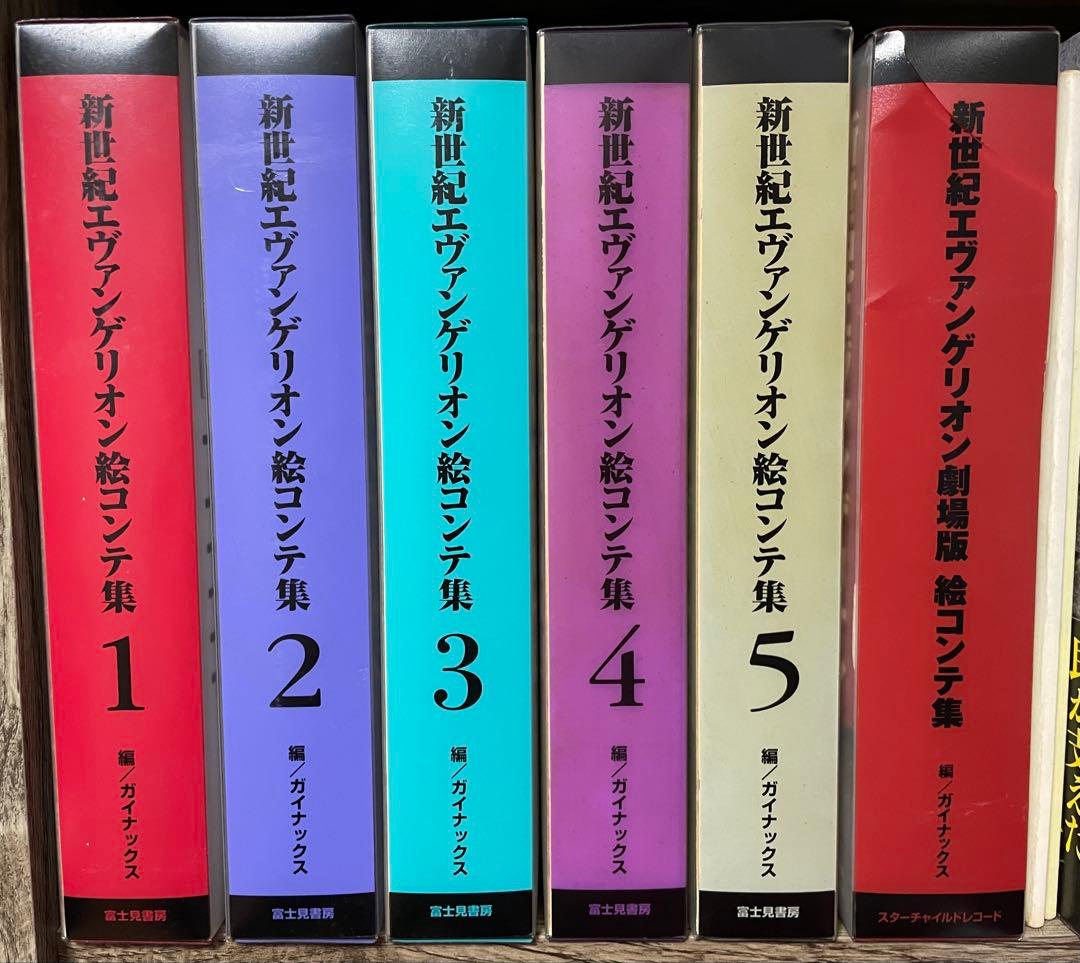 新世紀エヴァンゲリオン絵コンテ集
1
編/ガイナックス
富士見書房
新世紀エヴァンゲリオン絵コンテ集
2
編/ガイナックス
富士見書房
新世紀エヴァンゲリオン絵コンテ集
3
編/ガイナックス
富士見書房
新世紀エヴァンゲリオン絵コンテ集
4
編/ガイナックス
富士見書房
新世紀エヴァンゲリオン絵コンテ集
5
編/ガイナックス
富士見書房
新世紀エヴァンゲリオン劇場版 絵コンテ集
編/ガイナックス
スターチャイルドレコード